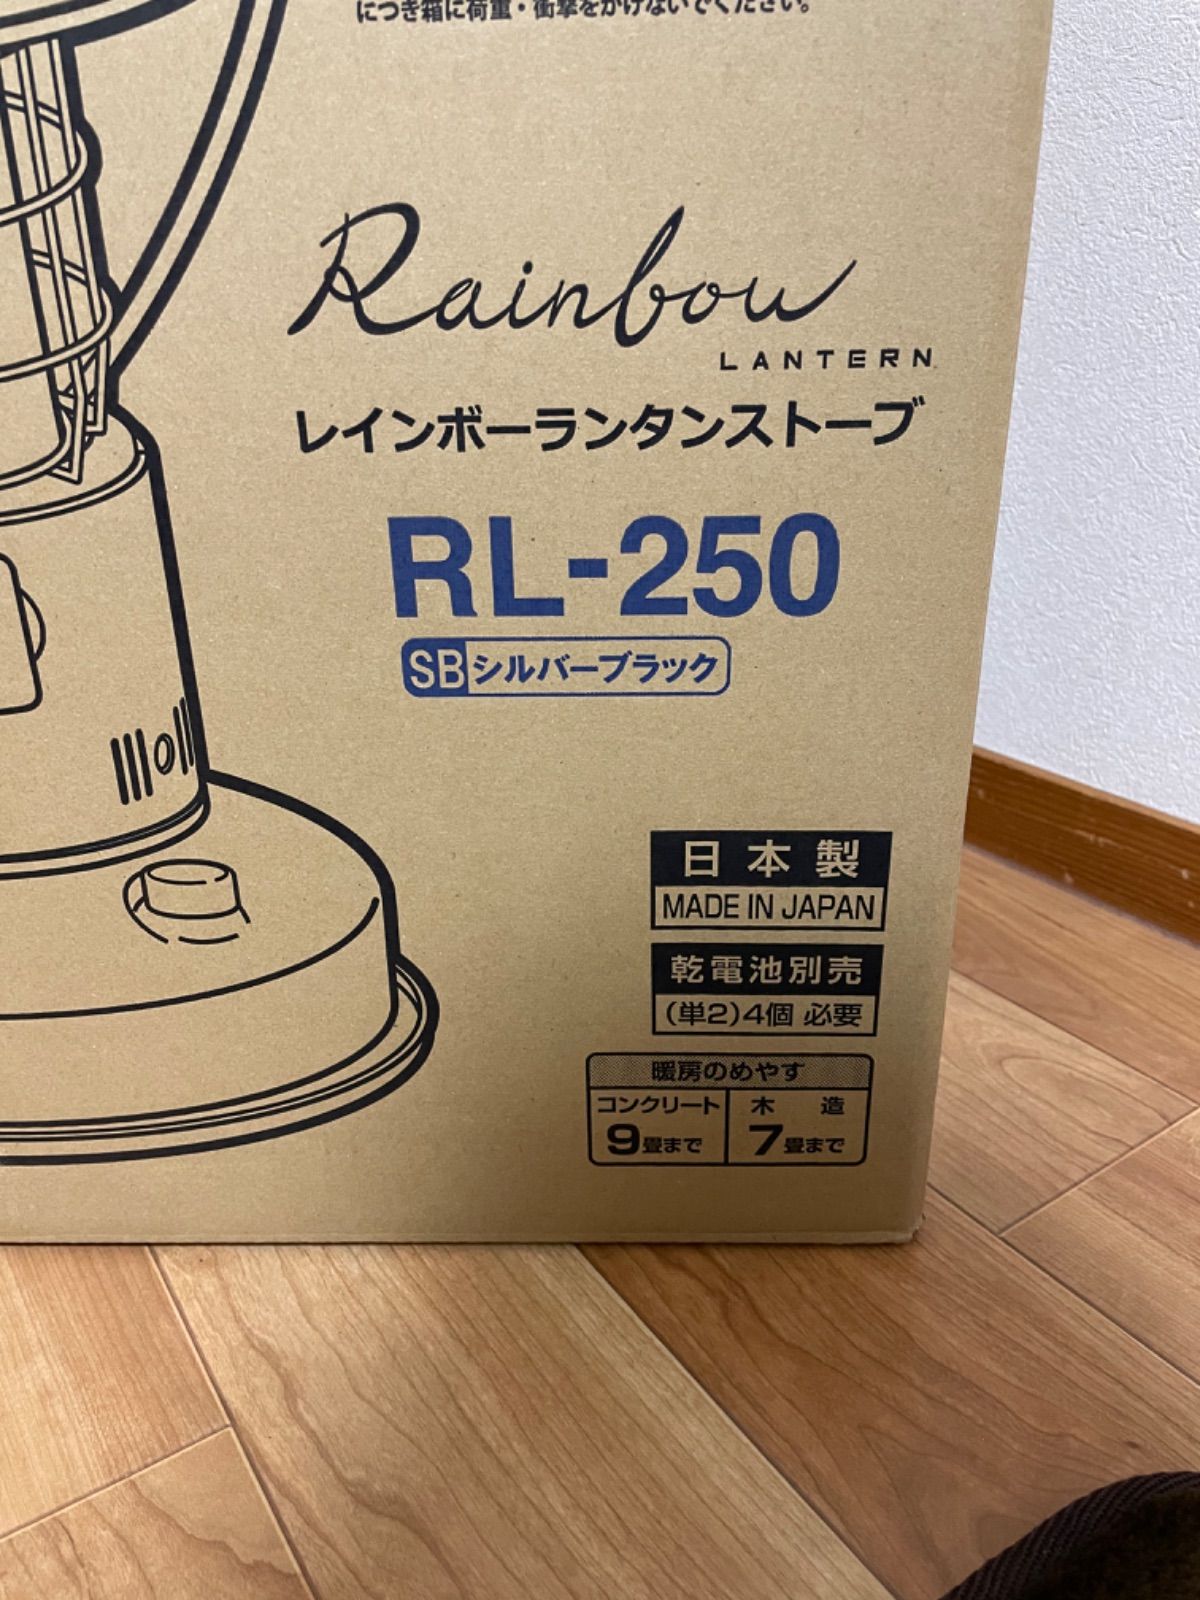 につき箱に荷重・衝撃をかけないでください。
Rainbow
LANTERN
レインボーランタンストーブ
RL-250
SB シルバーブラック
日本製
MADE IN JAPAN
乾電池別売
(単2)4個 必要
暖房のめやす
コンクリート 木造
9畳まで 7畳まで